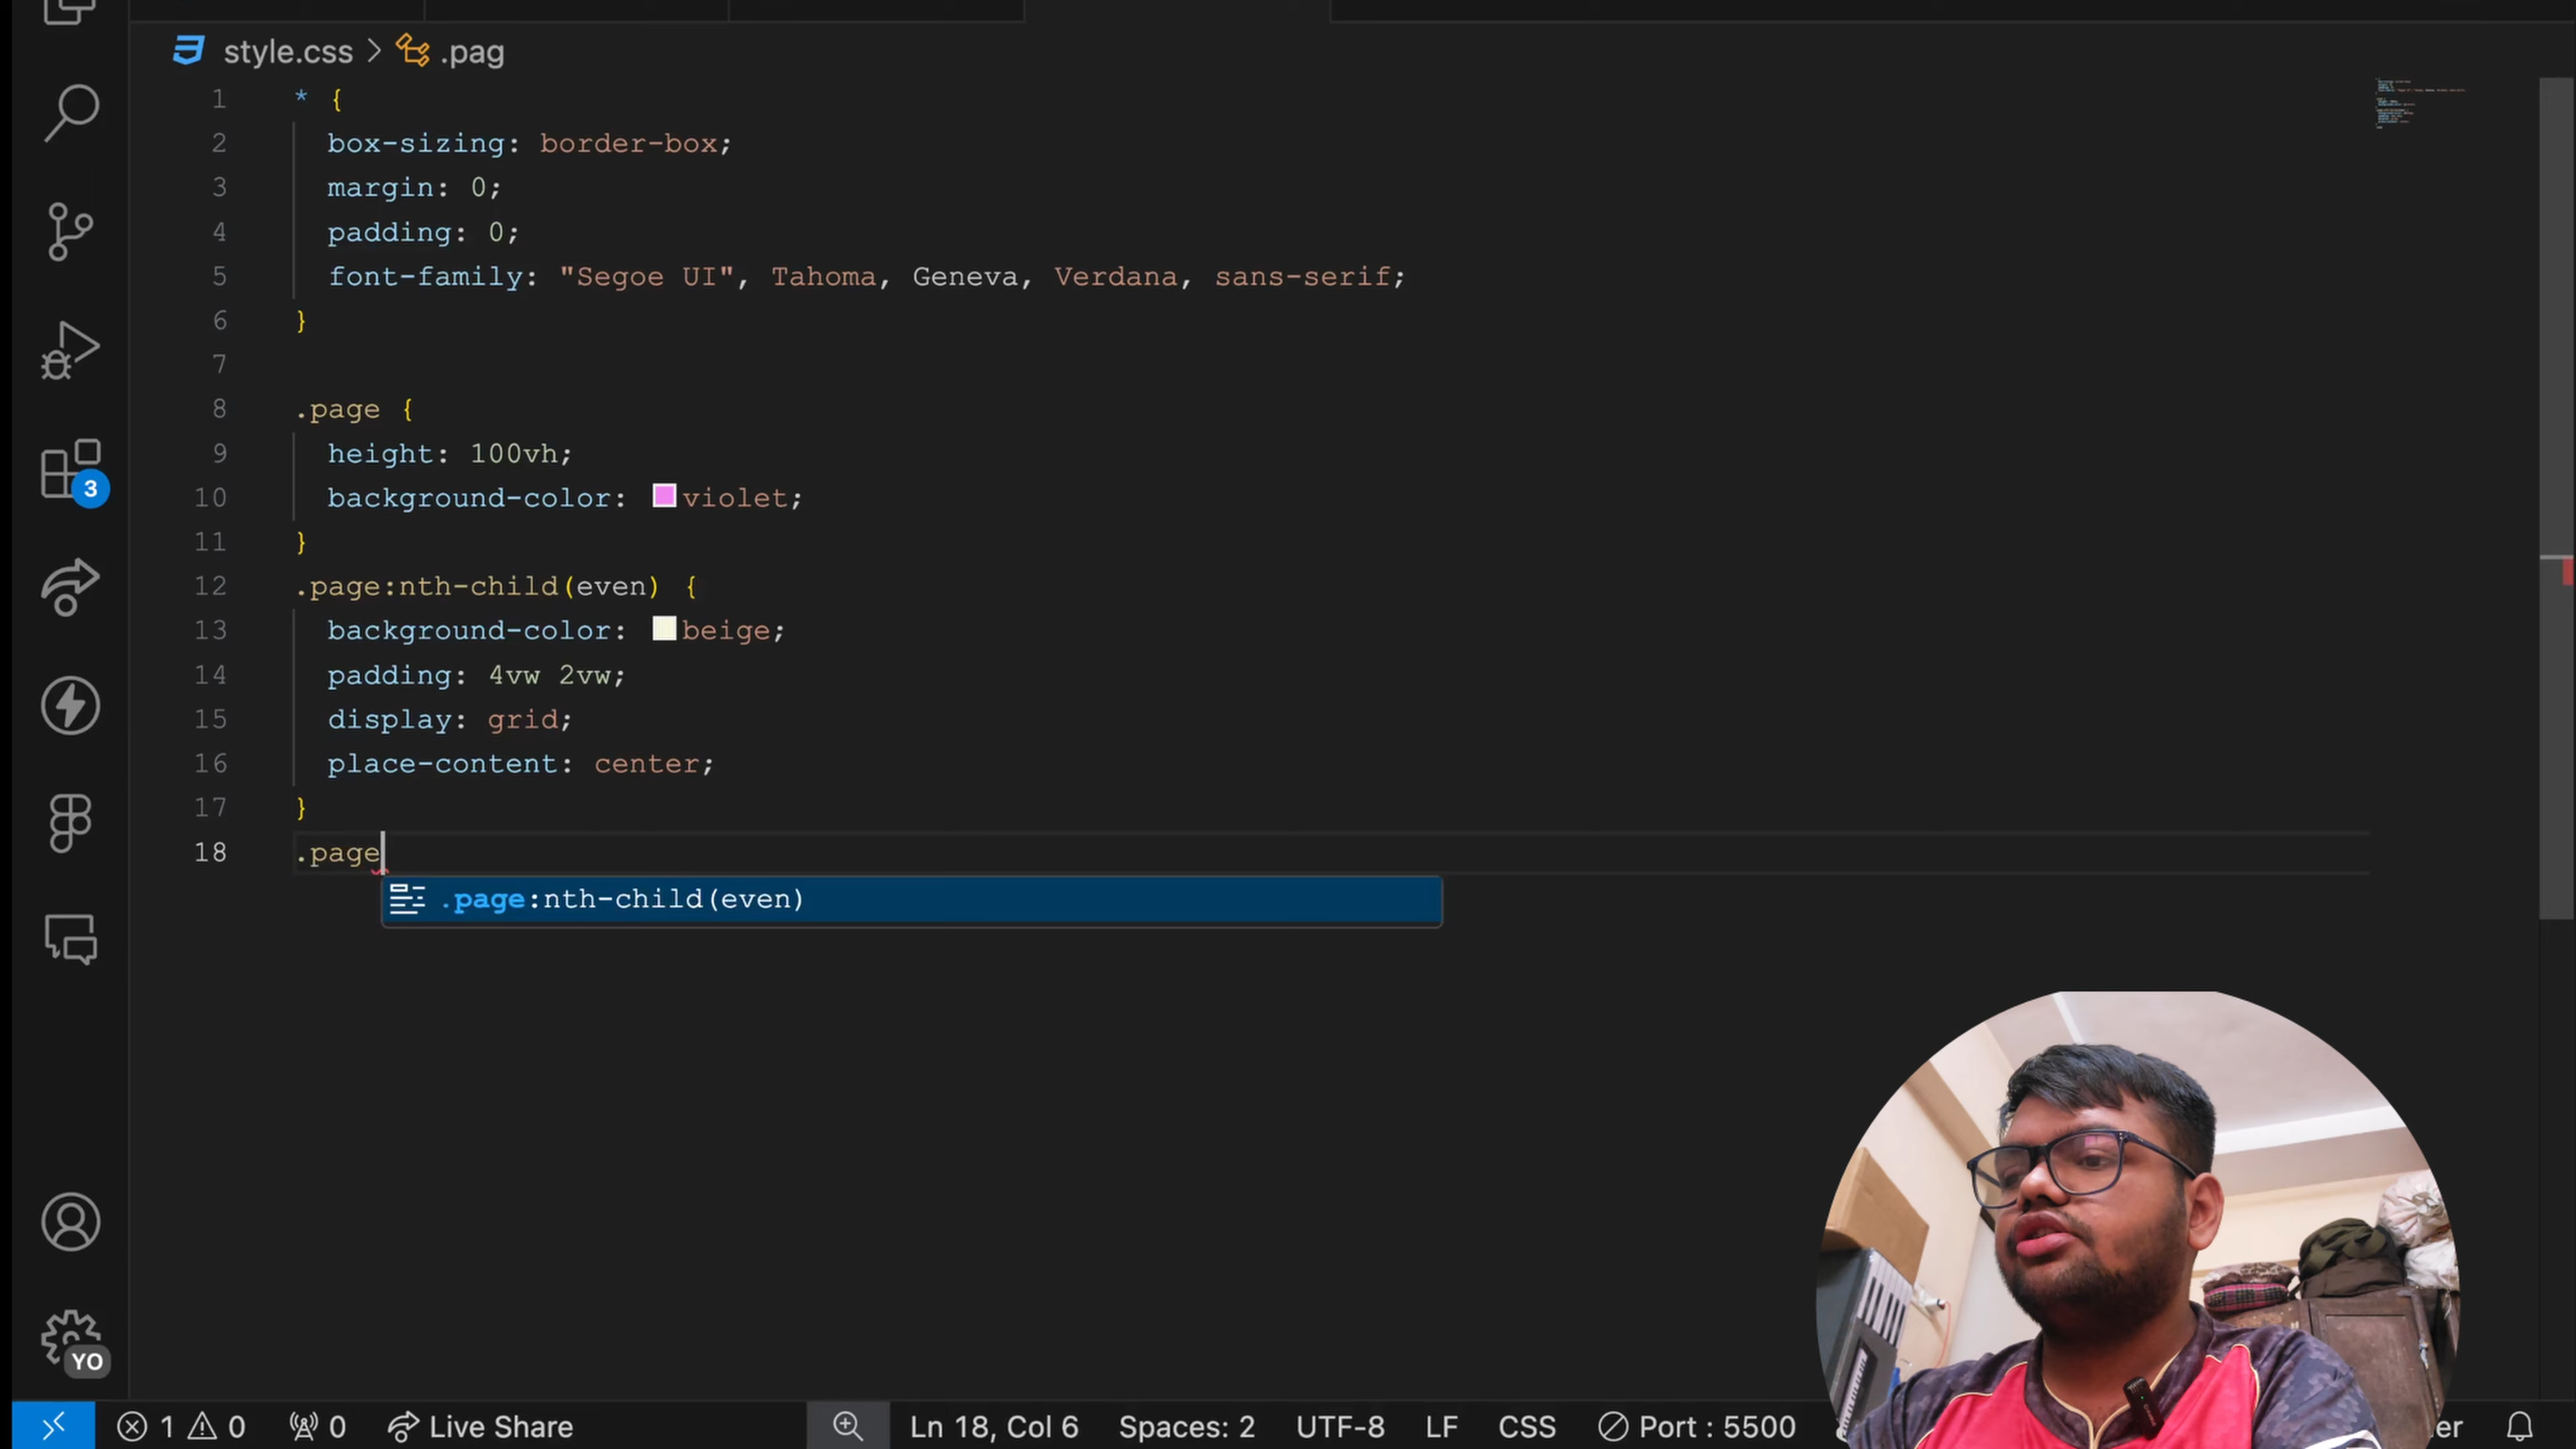 style.css > .pag
1 * {
2 box-sizing: border-box;
3 margin: 0;
4 padding: 0;
5 font-family: "Segoe UI", Tahoma, Geneva, Verdana, sans-serif;
6 }
7
8 .page {
9 height: 100vh;
10 background-color: violet;
11 }
12 .page:nth-child(even) {
13 background-color: beige;
14 padding: 4vw 2vw;
15 display: grid;
16 place-content: center;
17 }
18 .page
.page:nth-child(even)
3
YO
1 0 0 Live Share Ln 18, Col 6 Spaces: 2 UTF-8 LF CSS Port : 5500